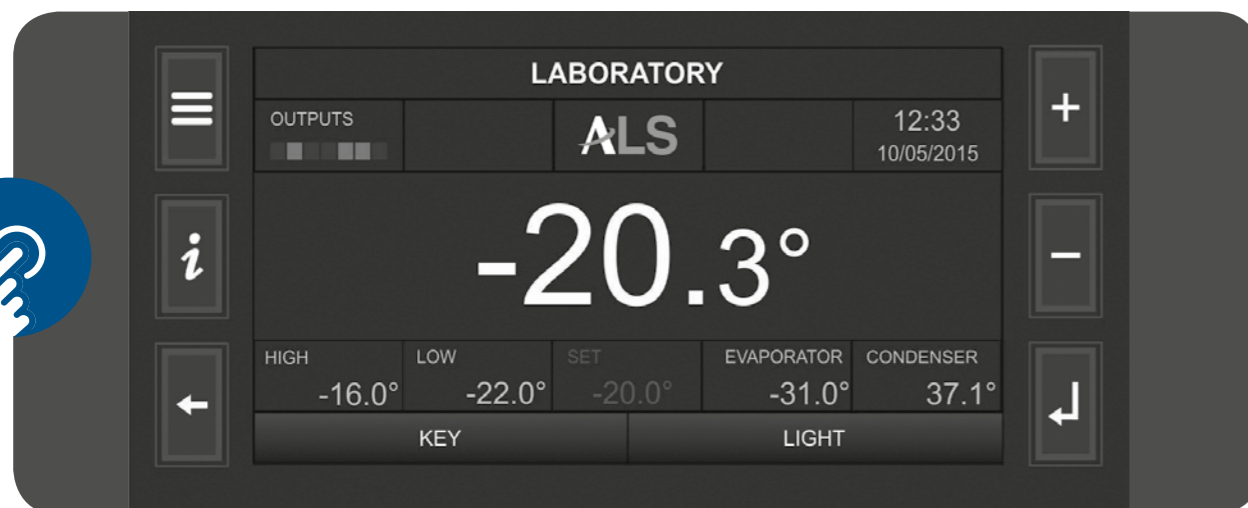 LABORATORY
OUTPUTS
ALS
12:33
10/05/2015
-20.3°
HIGH
-16.0°
LOW
-22.0°
SET
-20.0°
EVAPORATOR
-31.0°
CONDENSER
37.1°
KEY
LIGHT